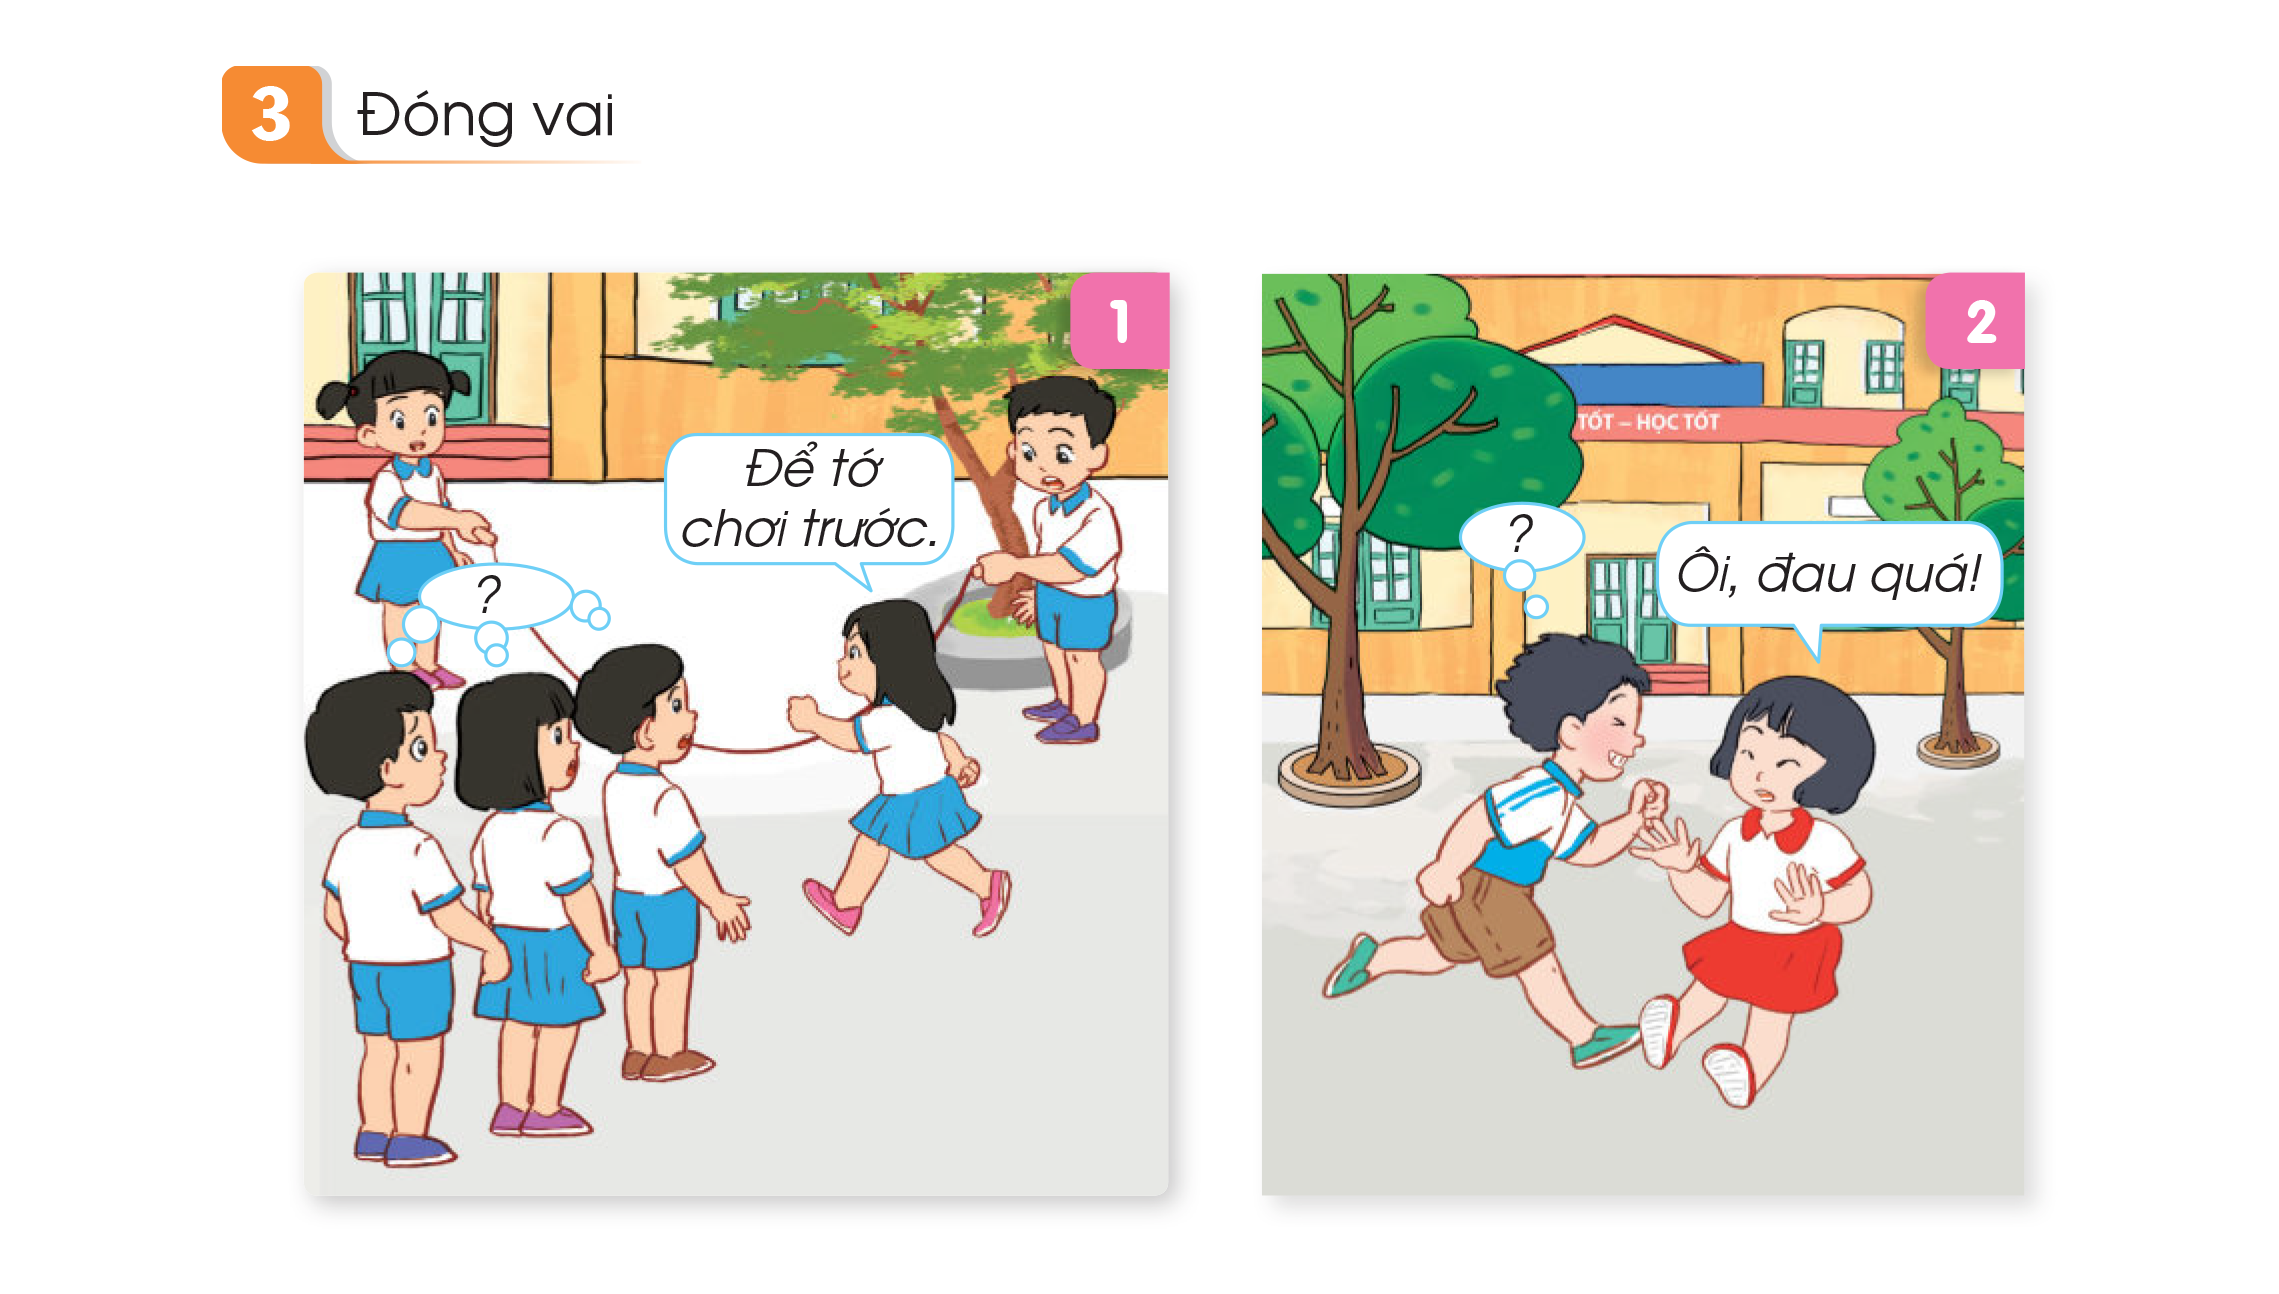 3 Đóng vai
1
Để tớ
chơi trước.
?
2
TỐT – HỌC TỐT
?
Ôi, đau quá!